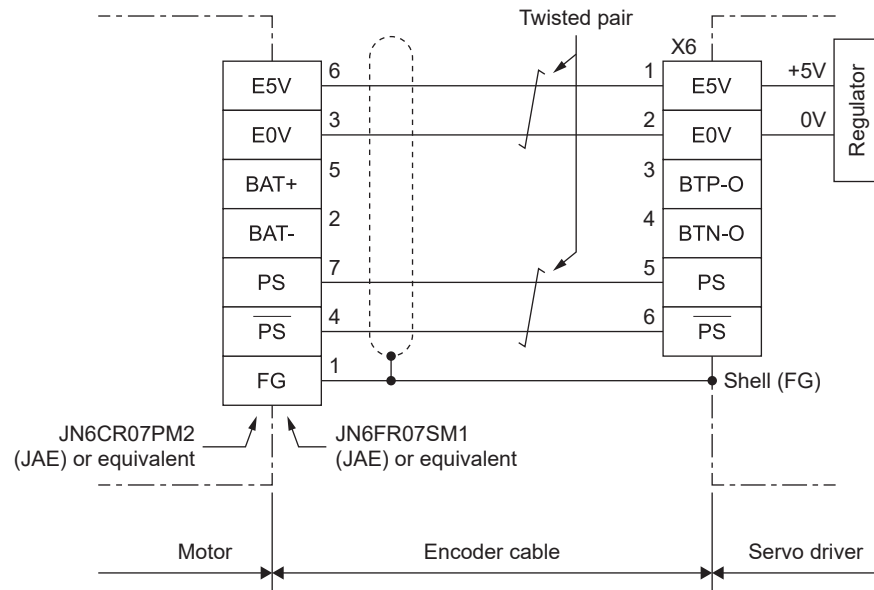 Twisted pair
X6
E5V 6 1 E5V +5V
E0V 3 2 E0V 0V
Regulator
BAT+ 5 3 BTP-O
BAT- 2 4 BTN-O
PS 7 5 PS
P̅S̅ 4 6 P̅S̅
FG 1 Shell (FG)
JN6CR07PM2
(JAE) or equivalent
JN6FR07SM1
(JAE) or equivalent
Motor
Encoder cable
Servo driver